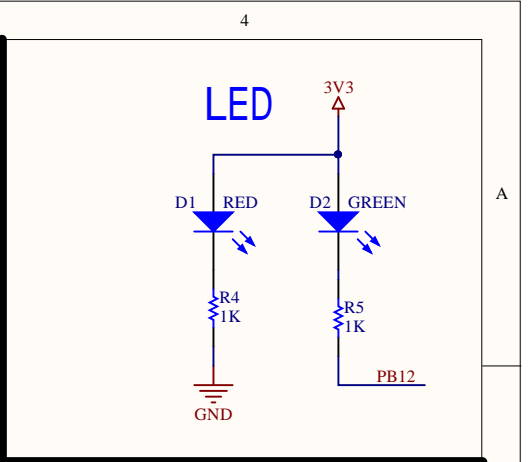 4
LED
3V3
D1 RED
D2 GREEN
A
R4
1K
R5
1K
PB12
GND